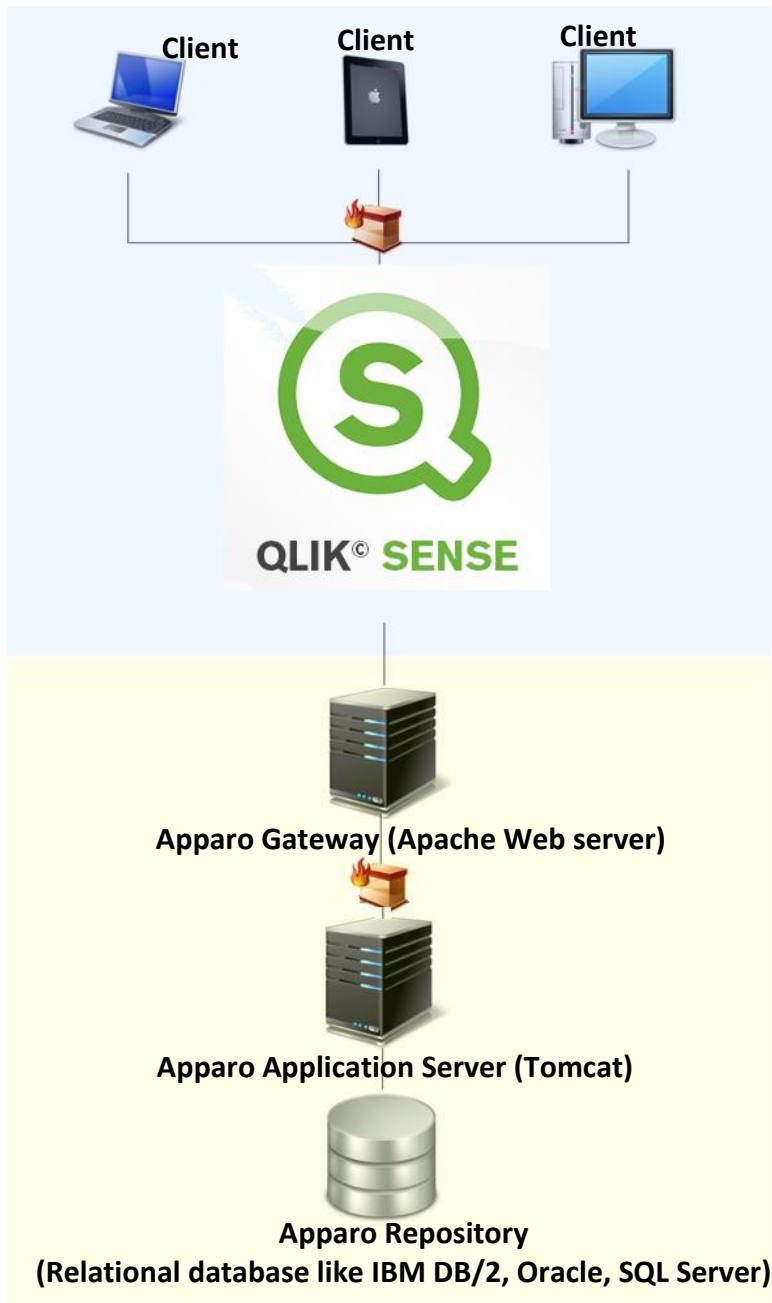 Client
Client
Client
S
QLIK© SENSE
Apparo Gateway (Apache Web server)
Apparo Application Server (Tomcat)
Apparo Repository
(Relational database like IBM DB/2, Oracle, SQL Server)